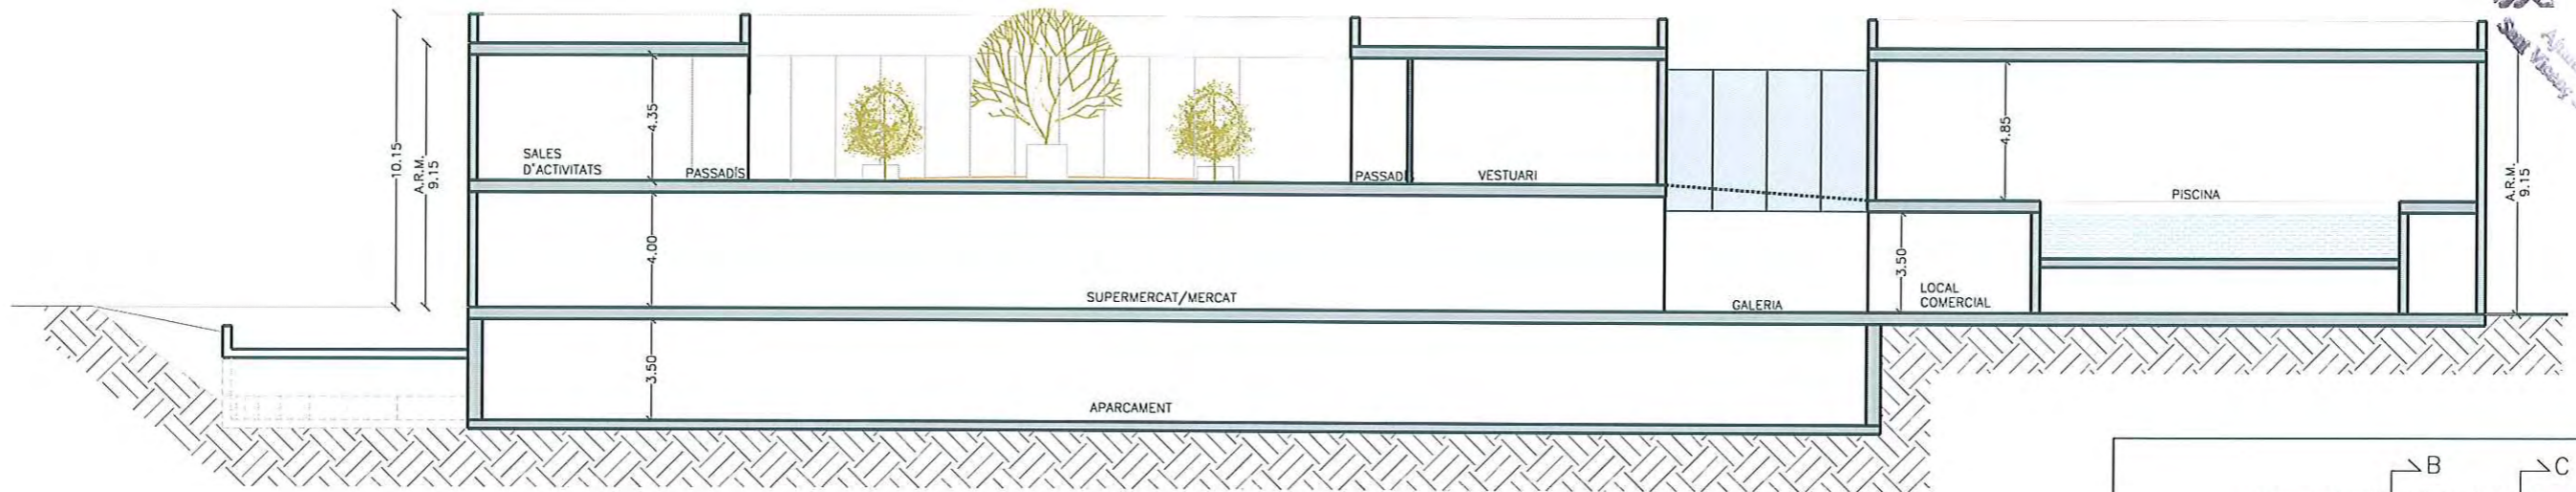 10.15
A.R.M.
9.15
4.35
SALES
D'ACTIVITATS
PASSADÍS
PASSADÍS
VESTUARI
4.85
PISCINA
A.R.M.
9.15
4.00
SUPERMERCAT/MERCAT
GALERIA
3.50
LOCAL
COMERCIAL
3.50
APARCAMENT
B
C